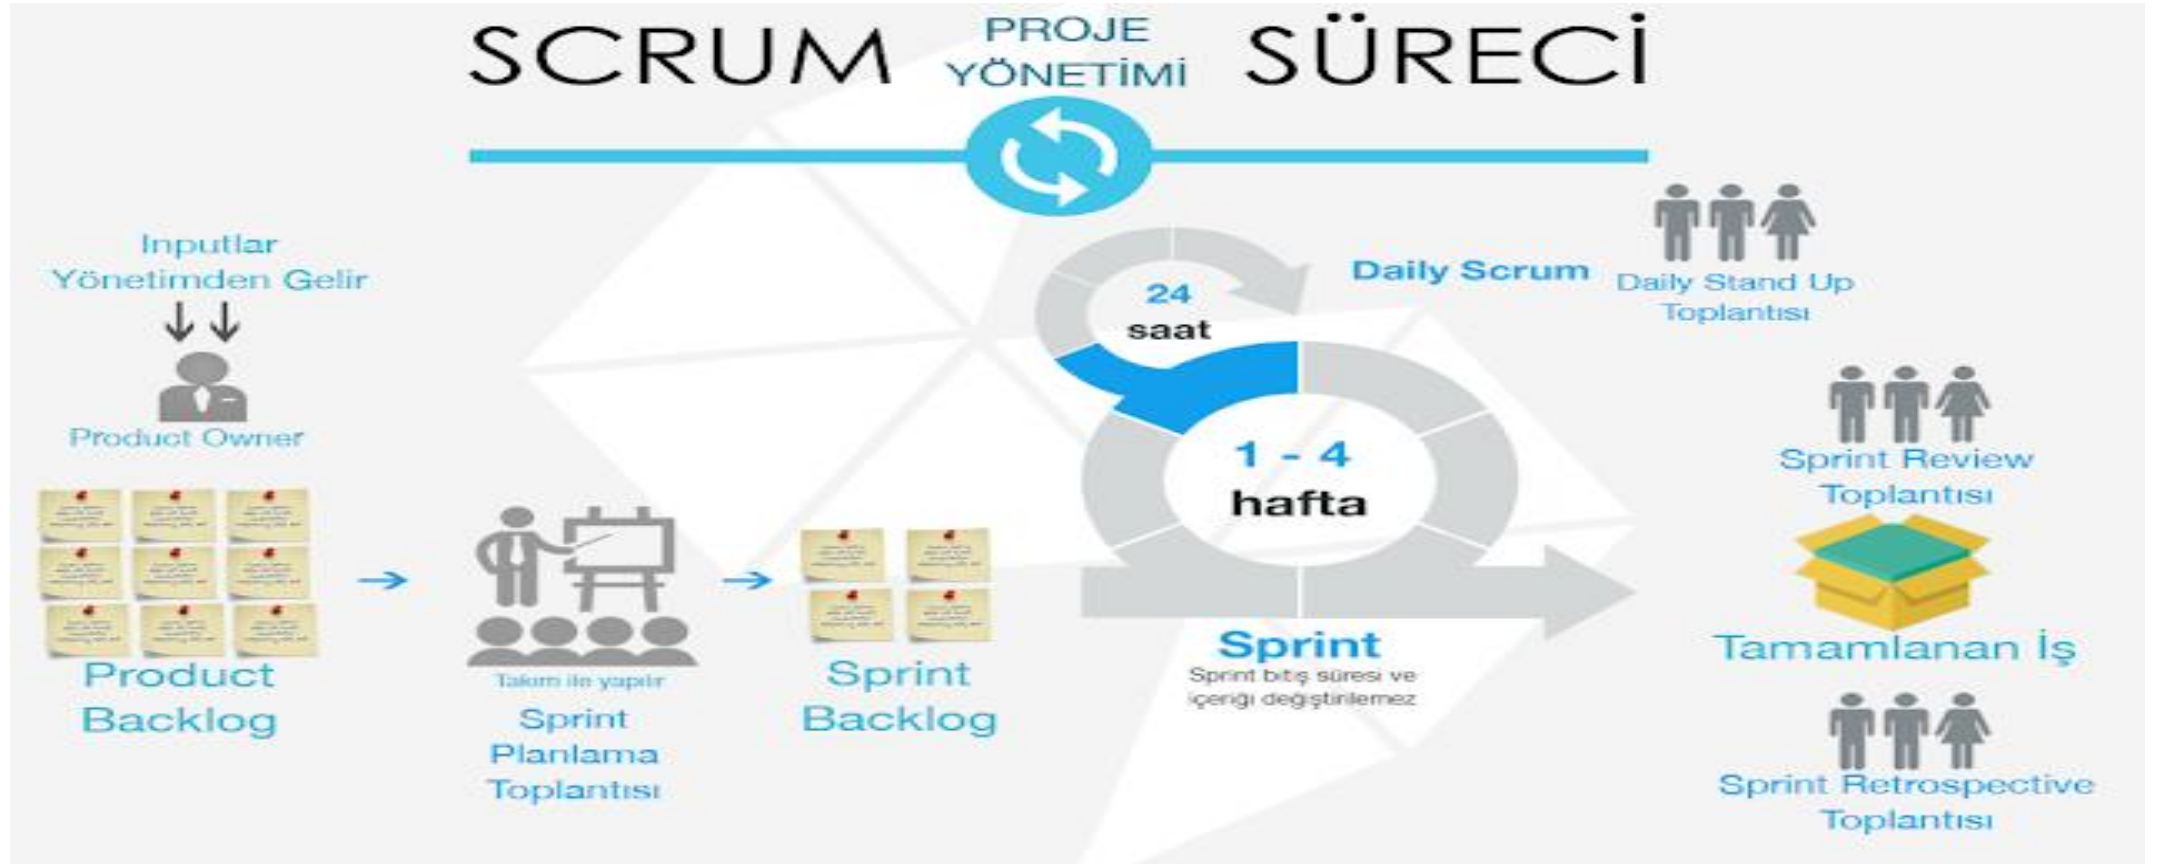 SCRUM
PROJE
YÖNETİMİ
SÜRECİ
Inputlar
Yönetimden Gelir
Product Owner
Product
Backlog
Takım ile yapılır
Sprint
Planlama
Toplantısı
Sprint
Backlog
24
saat
Daily Scrum
Daily Stand Up
Toplantısı
1 - 4
hafta
Sprint
Sprint bitiş süresi ve
içeriği değiştirilemez
Sprint Review
Toplantısı
Tamamlanan İş
Sprint Retrospective
Toplantısı